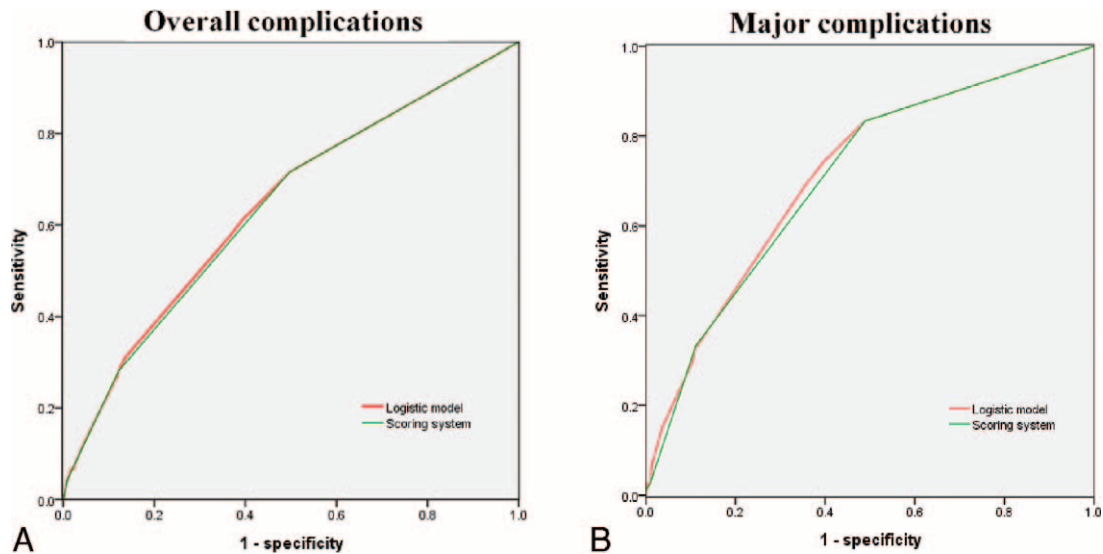 Overall complications
1.0
0.8
0.6
0.4
0.2
0.0
Sensitivity
0.0 0.2 0.4 0.6 0.8 1.0
1 - specificity
Logistic model
Scoring system
A
Major complications
1.0
0.8
0.6
0.4
0.2
0.0
Sensitivity
0.0 0.2 0.4 0.6 0.8 1.0
1 - specificity
Logistic model
Scoring system
B